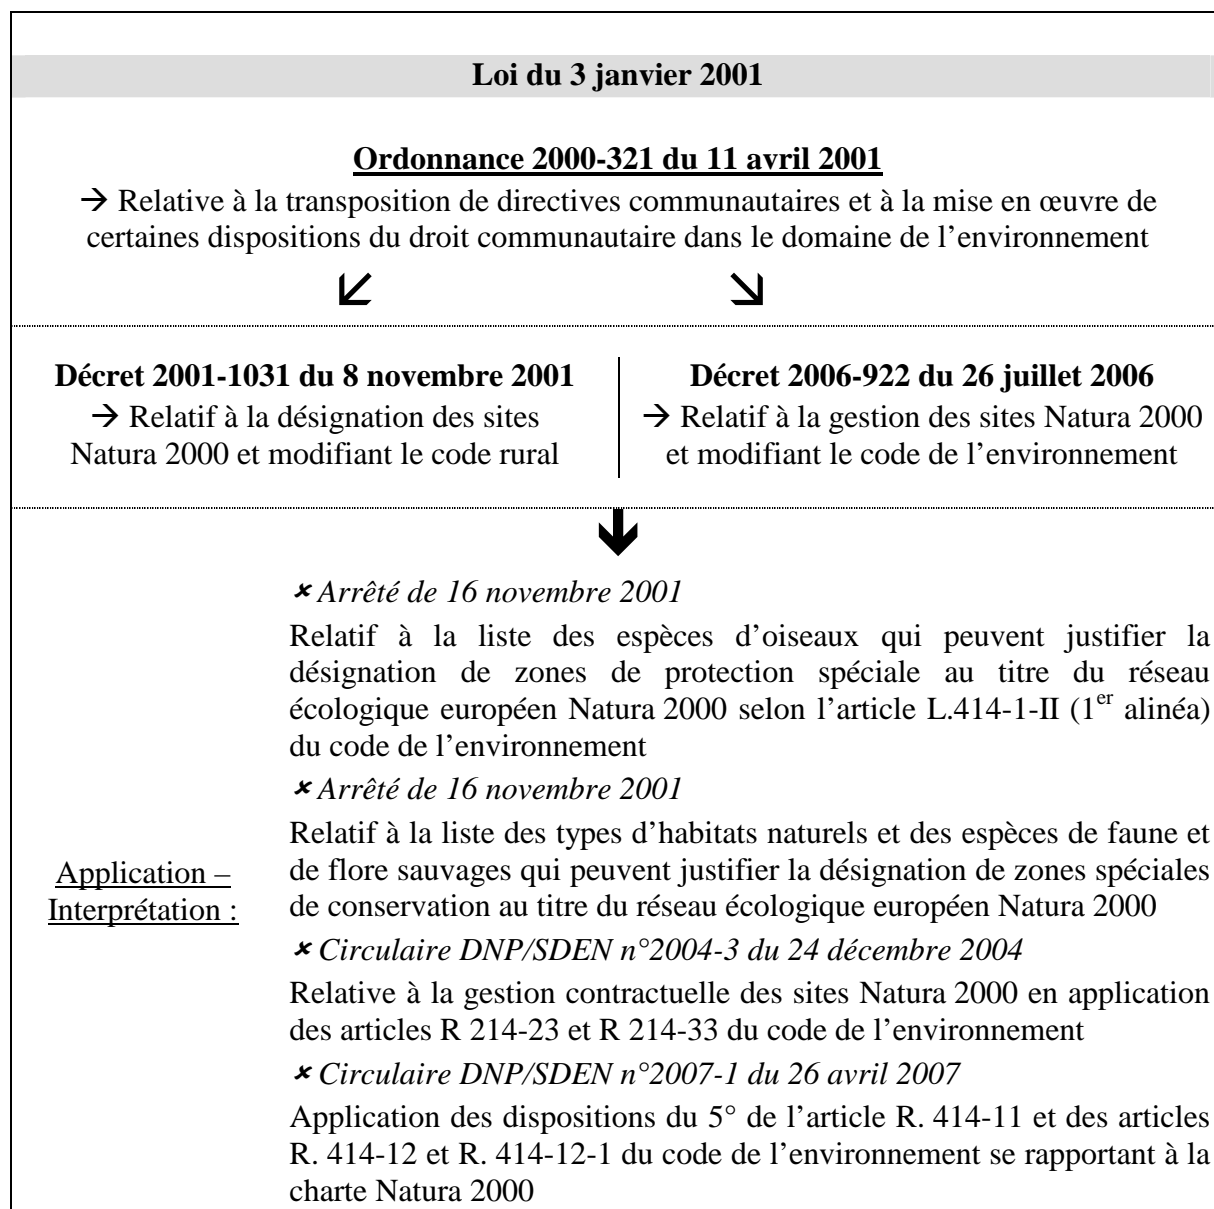 Loi du 3 janvier 2001
Ordonnance 2000-321 du 11 avril 2001
→ Relative à la transposition de directives communautaires et à la mise en œuvre de
certaines dispositions du droit communautaire dans le domaine de l’environnement
Décret 2001-1031 du 8 novembre 2001
→ Relatif à la désignation des sites
Natura 2000 et modifiant le code rural
Décret 2006-922 du 26 juillet 2006
→ Relatif à la gestion des sites Natura 2000
et modifiant le code de l’environnement
Application –
Interprétation :
× Arrêté de 16 novembre 2001
Relatif à la liste des espèces d’oiseaux qui peuvent justifier la
désignation de zones de protection spéciale au titre du réseau
écologique européen Natura 2000 selon l’article L.414-1-II (1er alinéa)
du code de l’environnement
× Arrêté de 16 novembre 2001
Relatif à la liste des types d’habitats naturels et des espèces de faune et
de flore sauvages qui peuvent justifier la désignation de zones spéciales
de conservation au titre du réseau écologique européen Natura 2000
× Circulaire DNP/SDEN n°2004-3 du 24 décembre 2004
Relative à la gestion contractuelle des sites Natura 2000 en application
des articles R 214-23 et R 214-33 du code de l’environnement
× Circulaire DNP/SDEN n°2007-1 du 26 avril 2007
Application des dispositions du 5° de l’article R. 414-11 et des articles
R. 414-12 et R. 414-12-1 du code de l’environnement se rapportant à la
charte Natura 2000